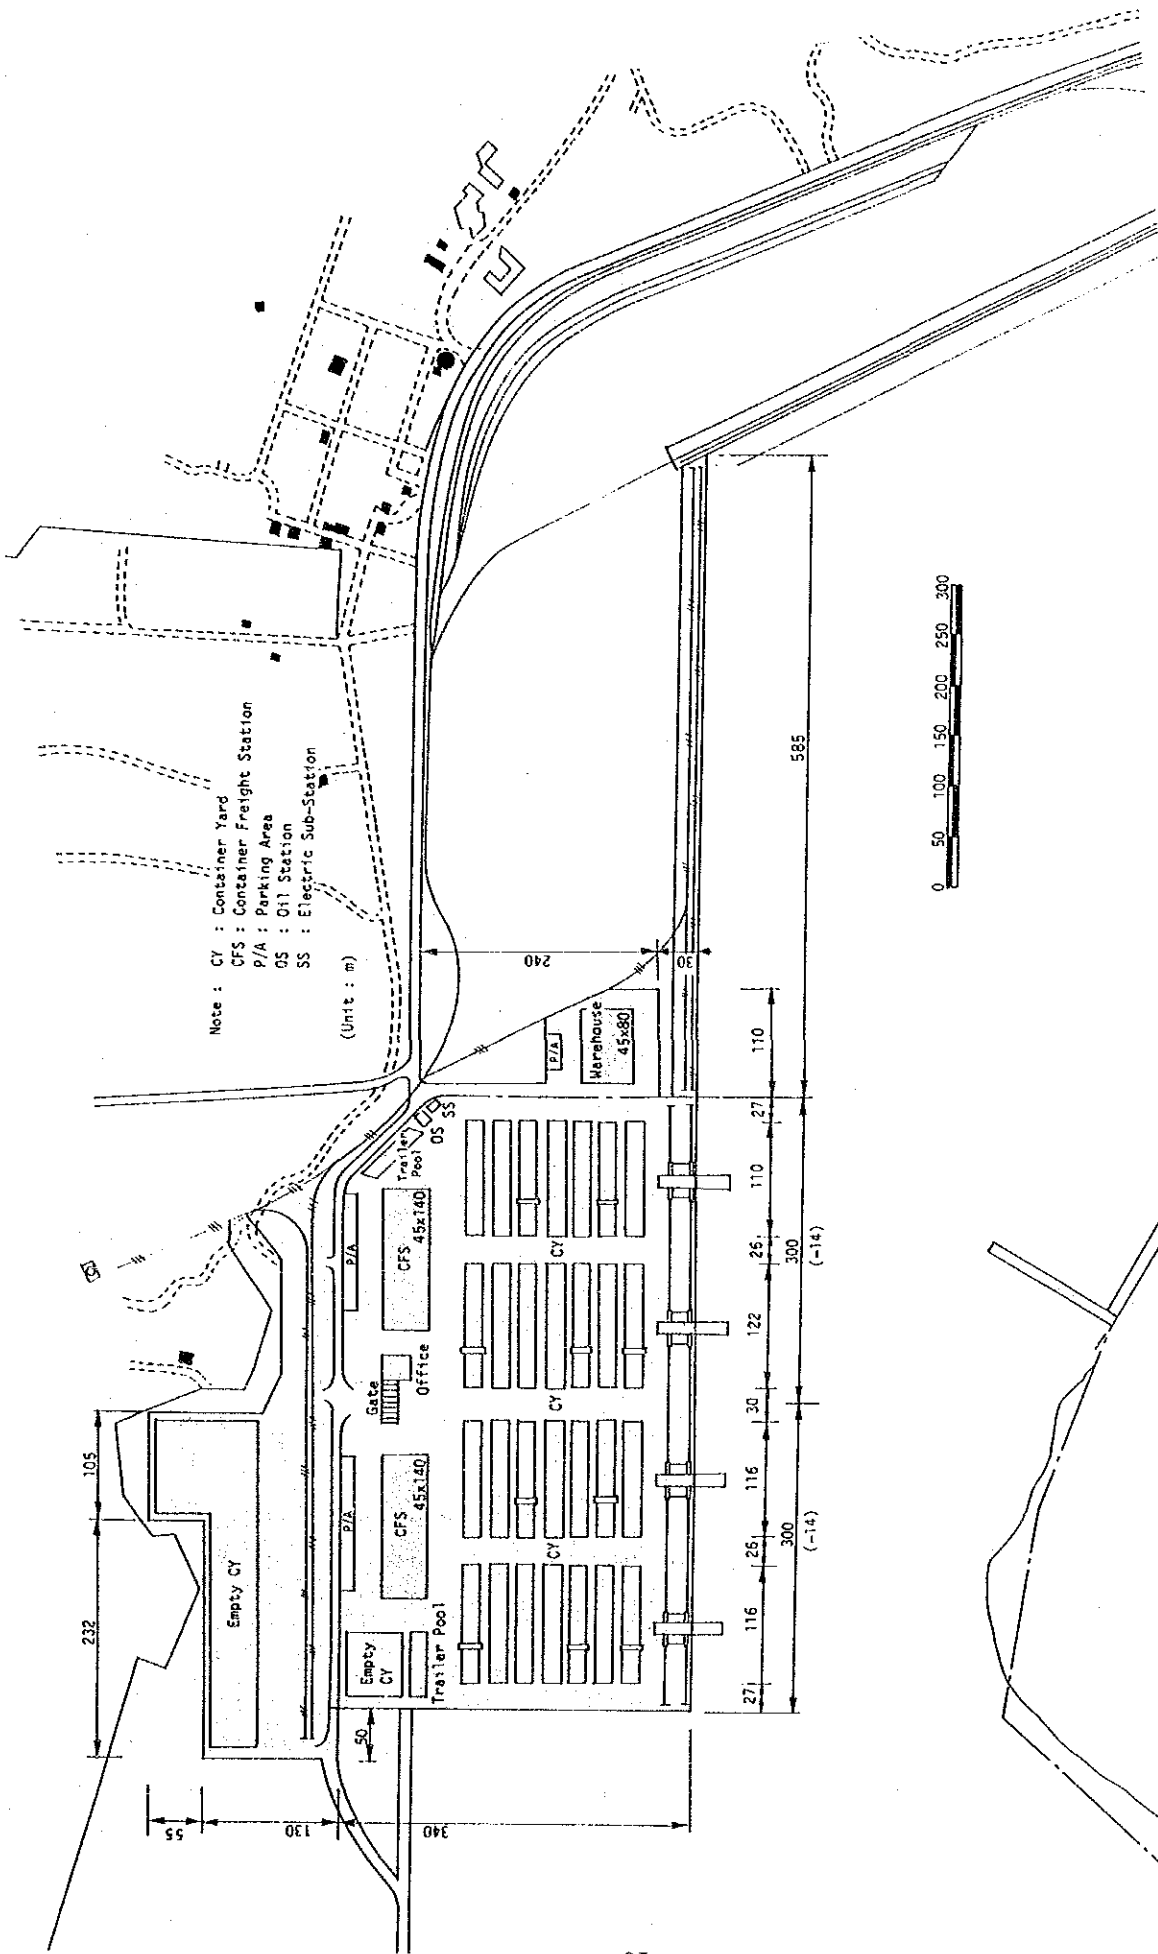 Note : CY : Container Yard
CFS : Container Freight Station
P/A : Parking Area
OS : Oil Station
SS : Electric Sub-Station
(Unit : m)
105
232
55
130
340
50
Empty CY
Empty
CY
Trailer Pool
P/A
CFS
45x140
Gate
Office
P/A
CFS
45x140
Trailer
Pool
OS
SS
P/A
Warehouse
45x80
240
30
CY
CY
CY
27
116
26
116
30
122
26
110
27
110
300
(-14)
300
(-14)
585
0
50
100
150
200
250
300